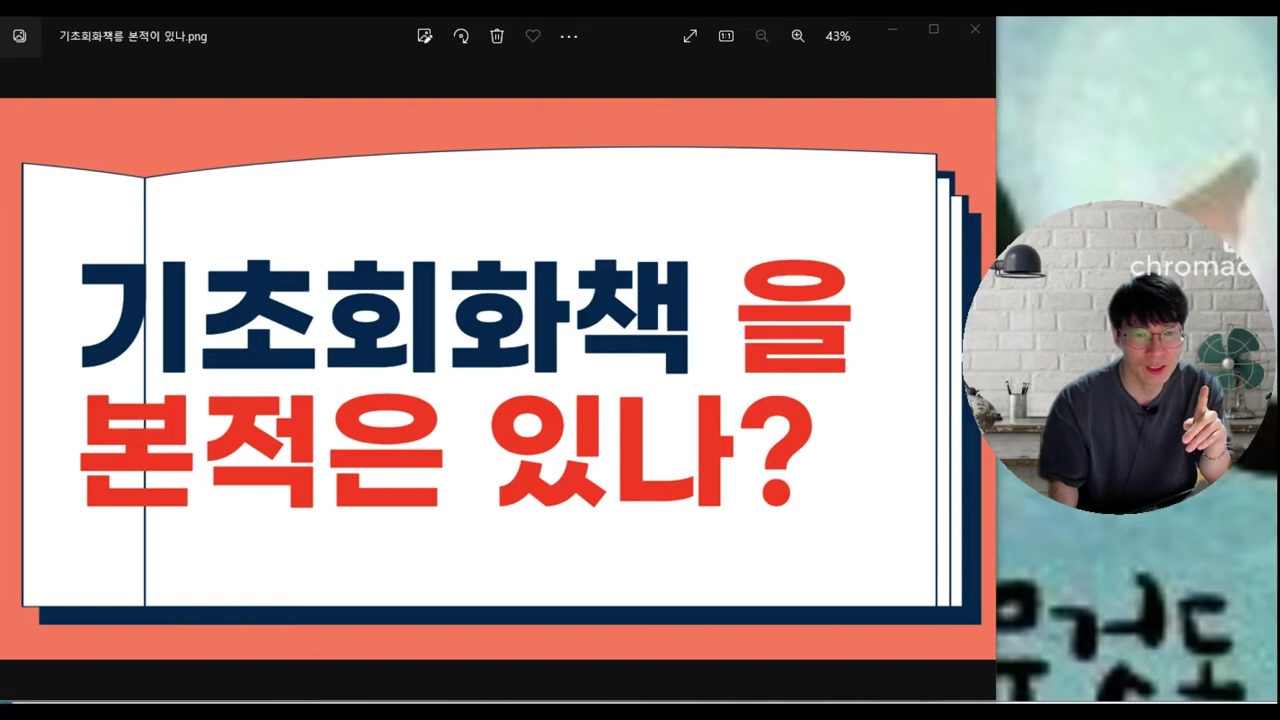 기초회화책릉 본적이 있나.png
43%
기초회화책 을
본적은 있나?
chromac